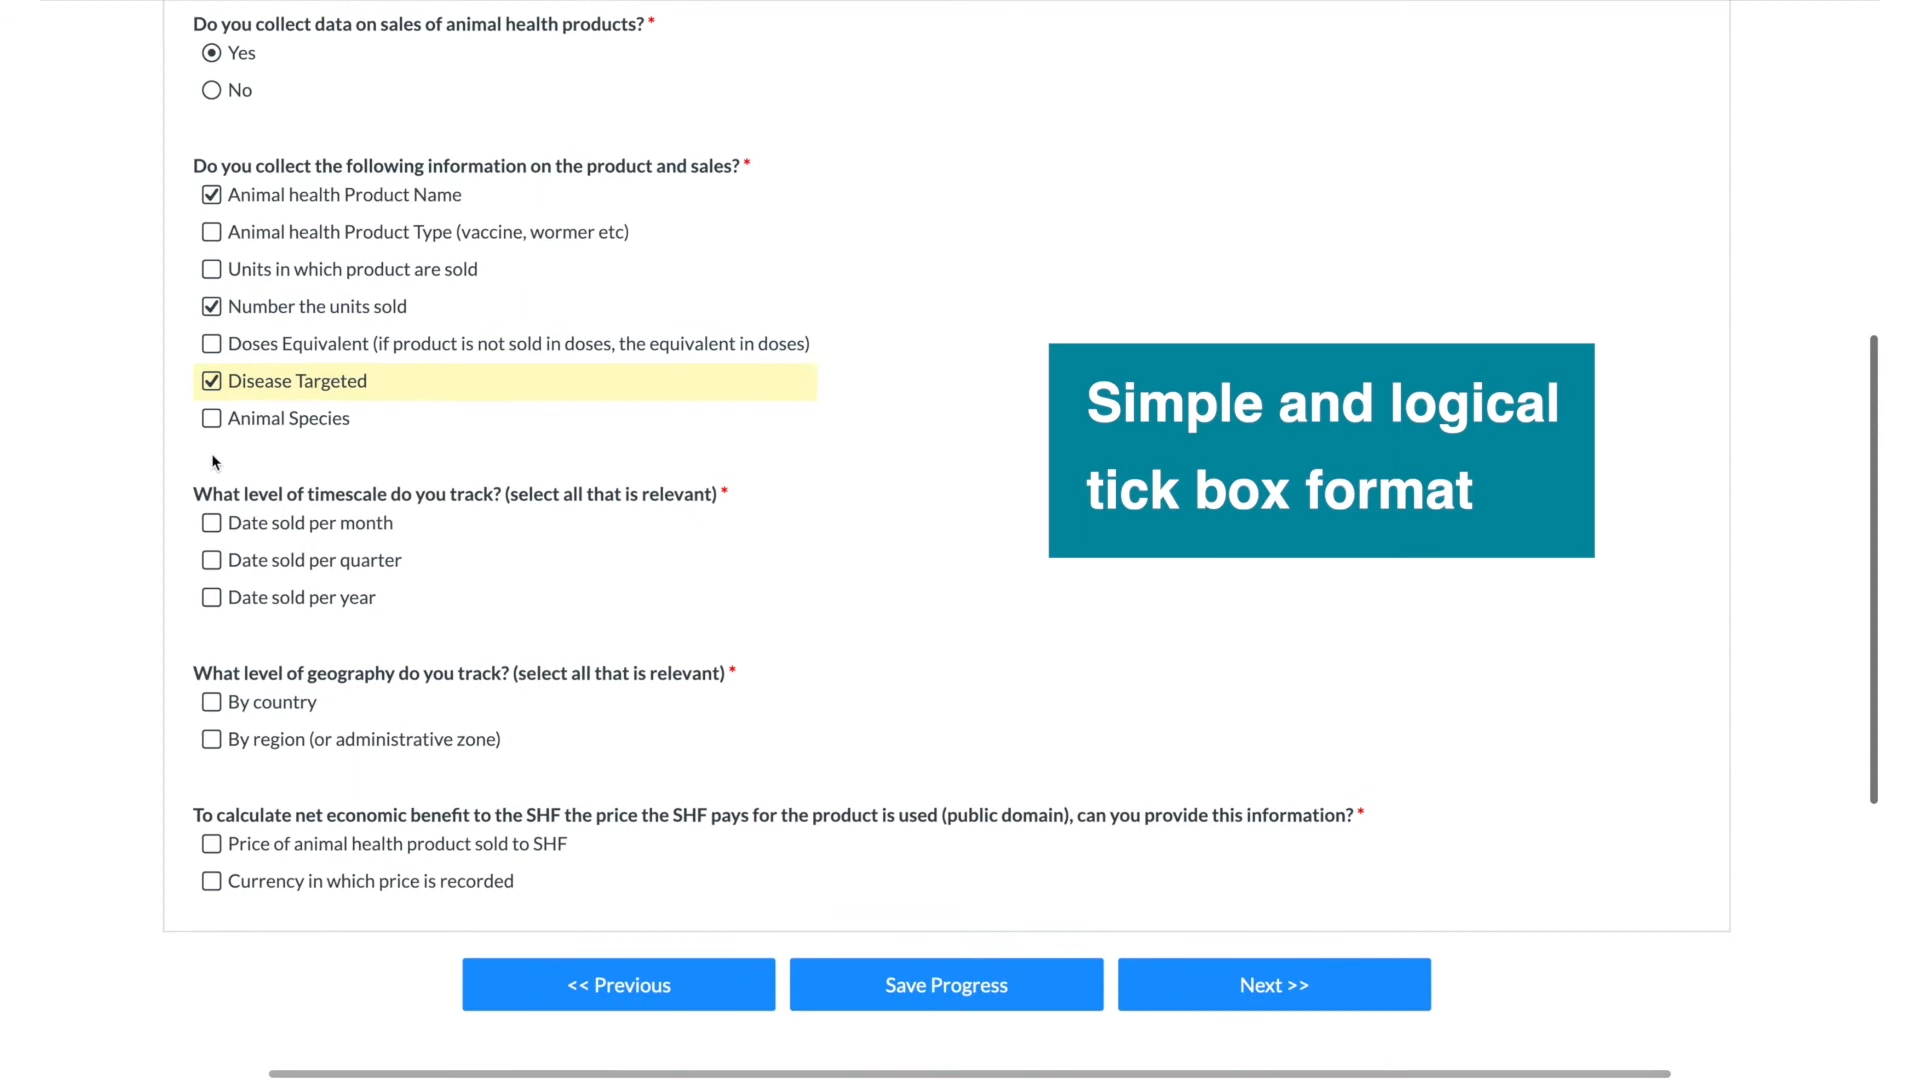 Do you collect data on sales of animal health products? *
Yes
No
Do you collect the following information on the product and sales? *
Animal health Product Name
Animal health Product Type (vaccine, wormer etc)
Units in which product are sold
Number the units sold
Doses Equivalent (if product is not sold in doses, the equivalent in doses)
Disease Targeted
Animal Species
Simple and logical
tick box format
What level of timescale do you track? (select all that is relevant) *
Date sold per month
Date sold per quarter
Date sold per year
What level of geography do you track? (select all that is relevant) *
By country
By region (or administrative zone)
To calculate net economic benefit to the SHF the price the SHF pays for the product is used (public domain), can you provide this information? *
Price of animal health product sold to SHF
Currency in which price is recorded
<< Previous
Save Progress
Next >>